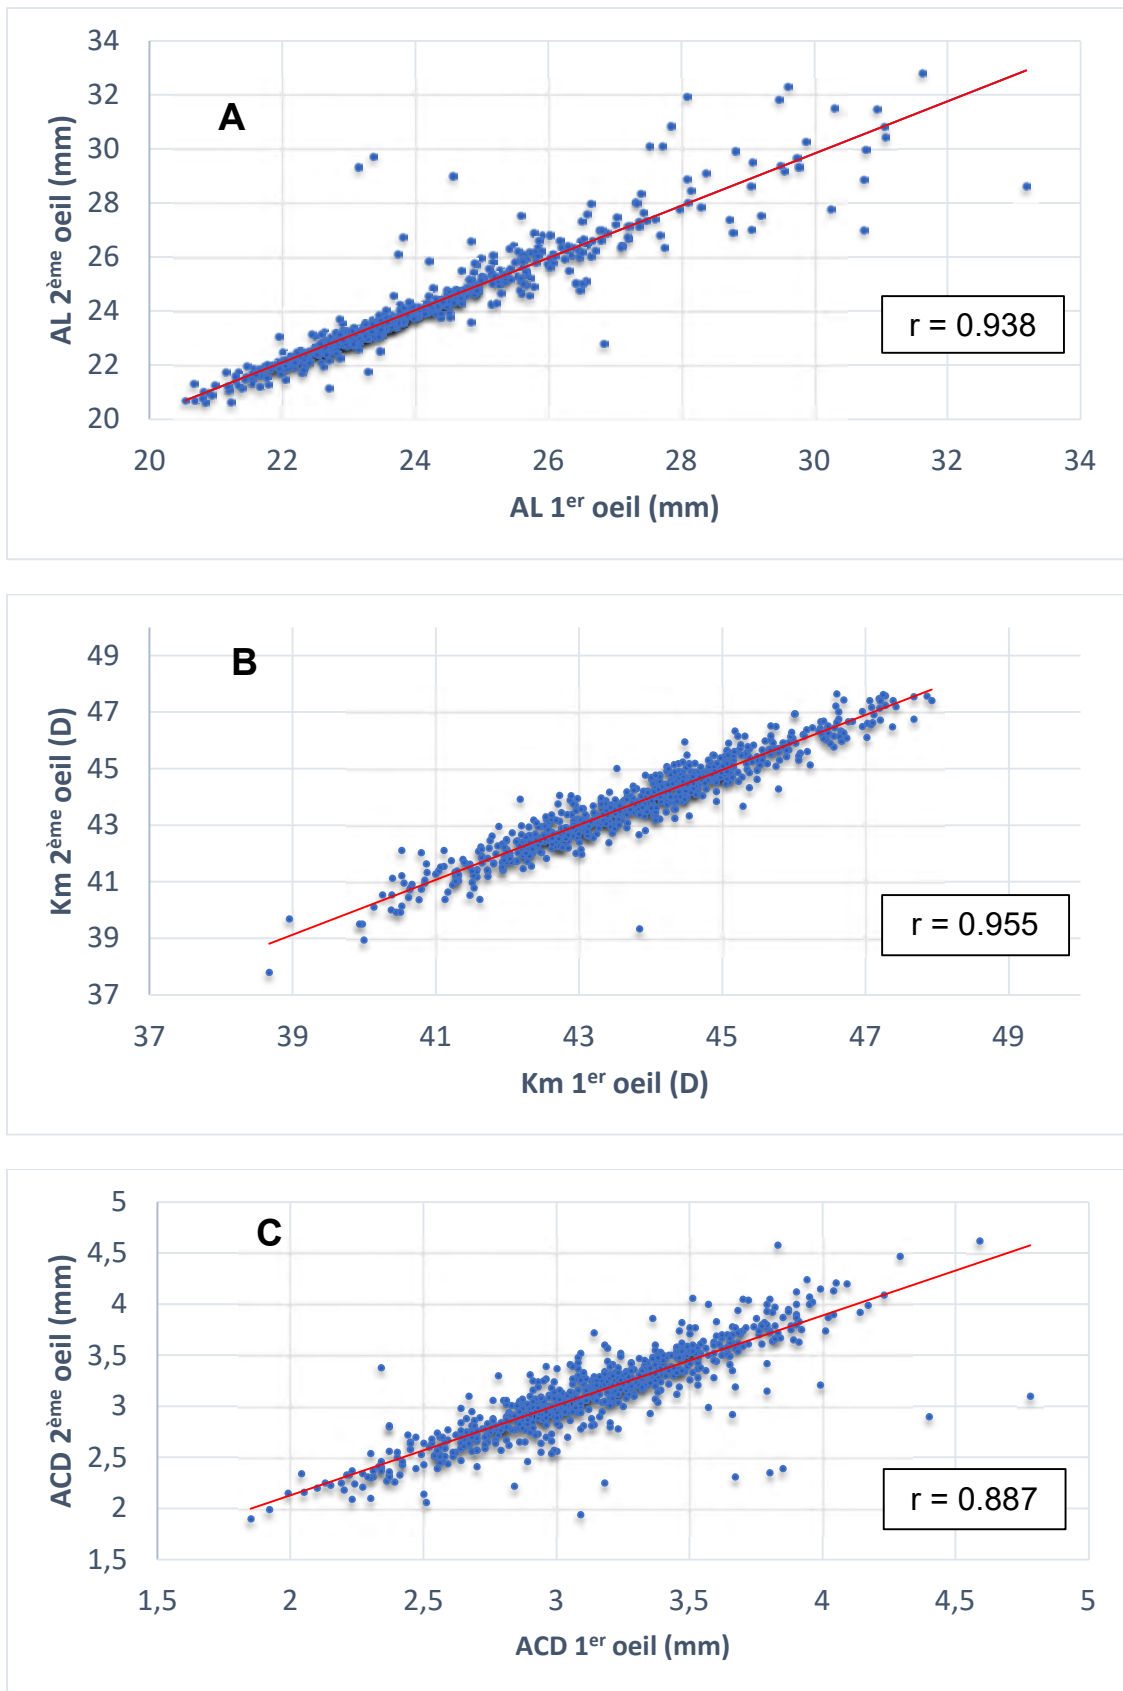 A
AL 2ème oeil (mm)
34
32
30
28
26
24
22
20
r = 0.938
20 22 24 26 28 30 32 34
AL 1er oeil (mm)
B
Km 2ème oeil (D)
49
47
45
43
41
39
37
r = 0.955
37 39 41 43 45 47 49
Km 1er oeil (D)
C
ACD 2ème oeil (mm)
5
4,5
4
3,5
3
2,5
2
1,5
r = 0.887
1,5 2 2,5 3 3,5 4 4,5 5
ACD 1er oeil (mm)